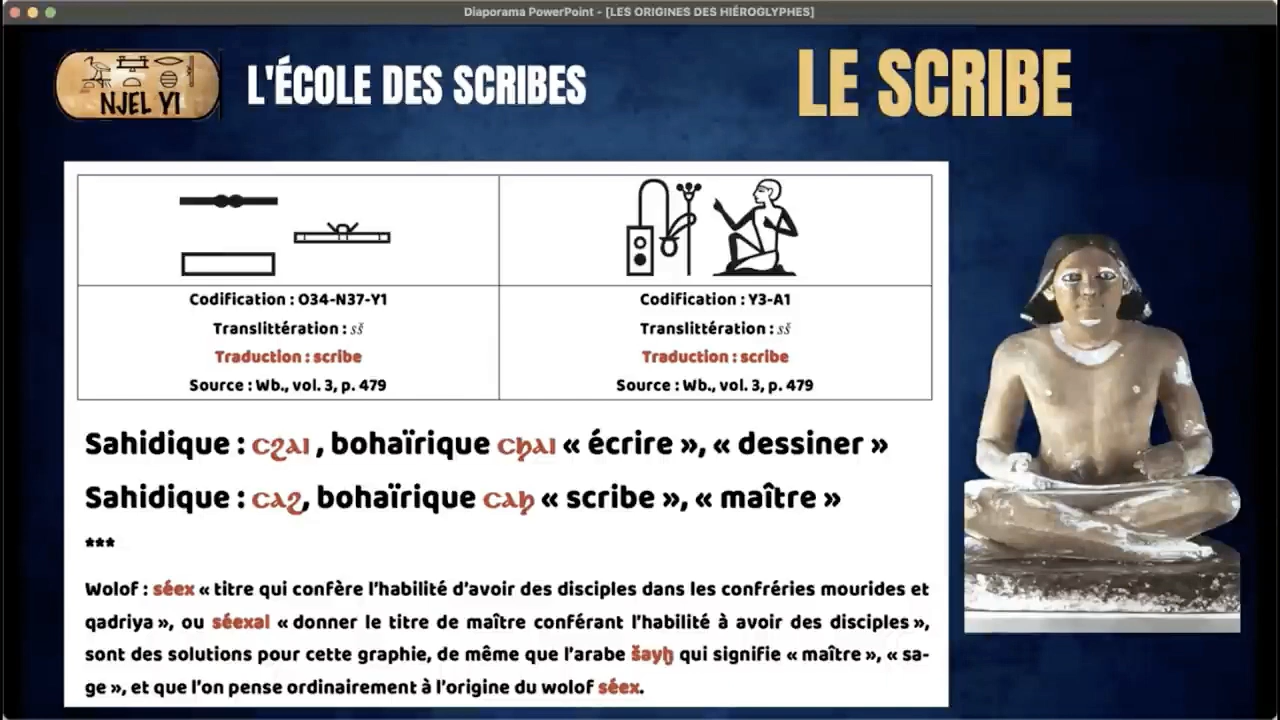 Diaporama PowerPoint - [LES ORIGINES DES HIÉROGLYPHES]
NJEL YI
L'ÉCOLE DES SCRIBES
LE SCRIBE
Codification : O34-N37-Y1
Translittération : sš
Traduction : scribe
Source : Wb., vol. 3, p. 479
Codification : Y3-A1
Translittération : sš
Traduction : scribe
Source : Wb., vol. 3, p. 479
Sahidique : ⲥϩⲁⲓ , bohaïrique ⲥϧⲁⲓ « écrire », « dessiner »
Sahidique : ⲥⲁϩ, bohaïrique ⲥⲁϧ « scribe », « maître »
***
Wolof : séex « titre qui confère l'habilité d'avoir des disciples dans les confréries mourides et
qadriya », ou séexal « donner le titre de maître conférant l'habilité à avoir des disciples »,
sont des solutions pour cette graphie, de même que l'arabe šayḫ qui signifie « maître », « sa-
ge », et que l'on pense ordinairement à l'origine du wolof séex.